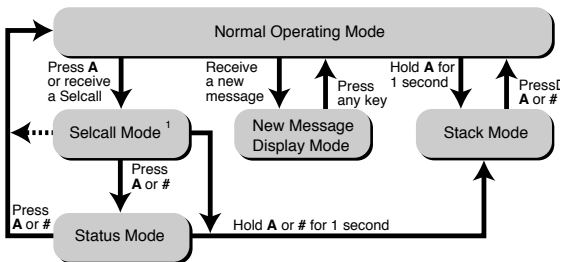 Normal Operating Mode
Press A
or receive
a Selcall
Receive
a new
message
Press
any key
Hold A for
1 second
Press
A or #
Selcall Mode 1
New Message
Display Mode
Stack Mode
Press
A or #
Press
A or #
Status Mode
Hold A or # for 1 second